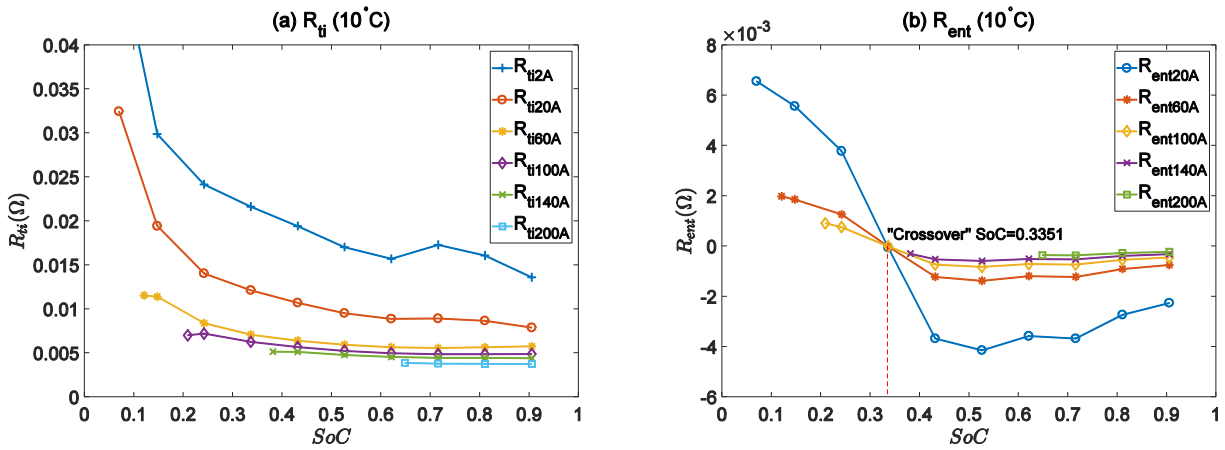 (a) R_ti (10°C)
0.04
0.035
0.03
0.025
0.02
0.015
0.01
0.005
0
R_ti(Ω)
0 0.1 0.2 0.3 0.4 0.5 0.6 0.7 0.8 0.9 1
SoC
R_ti2A
R_ti20A
R_ti60A
R_ti100A
R_ti140A
R_ti200A
(b) R_ent (10°C)
×10⁻³
8
6
4
2
0
-2
-4
-6
R_ent(Ω)
"Crossover" SoC=0.3351
0 0.1 0.2 0.3 0.4 0.5 0.6 0.7 0.8 0.9 1
SoC
R_ent20A
R_ent60A
R_ent100A
R_ent140A
R_ent200A